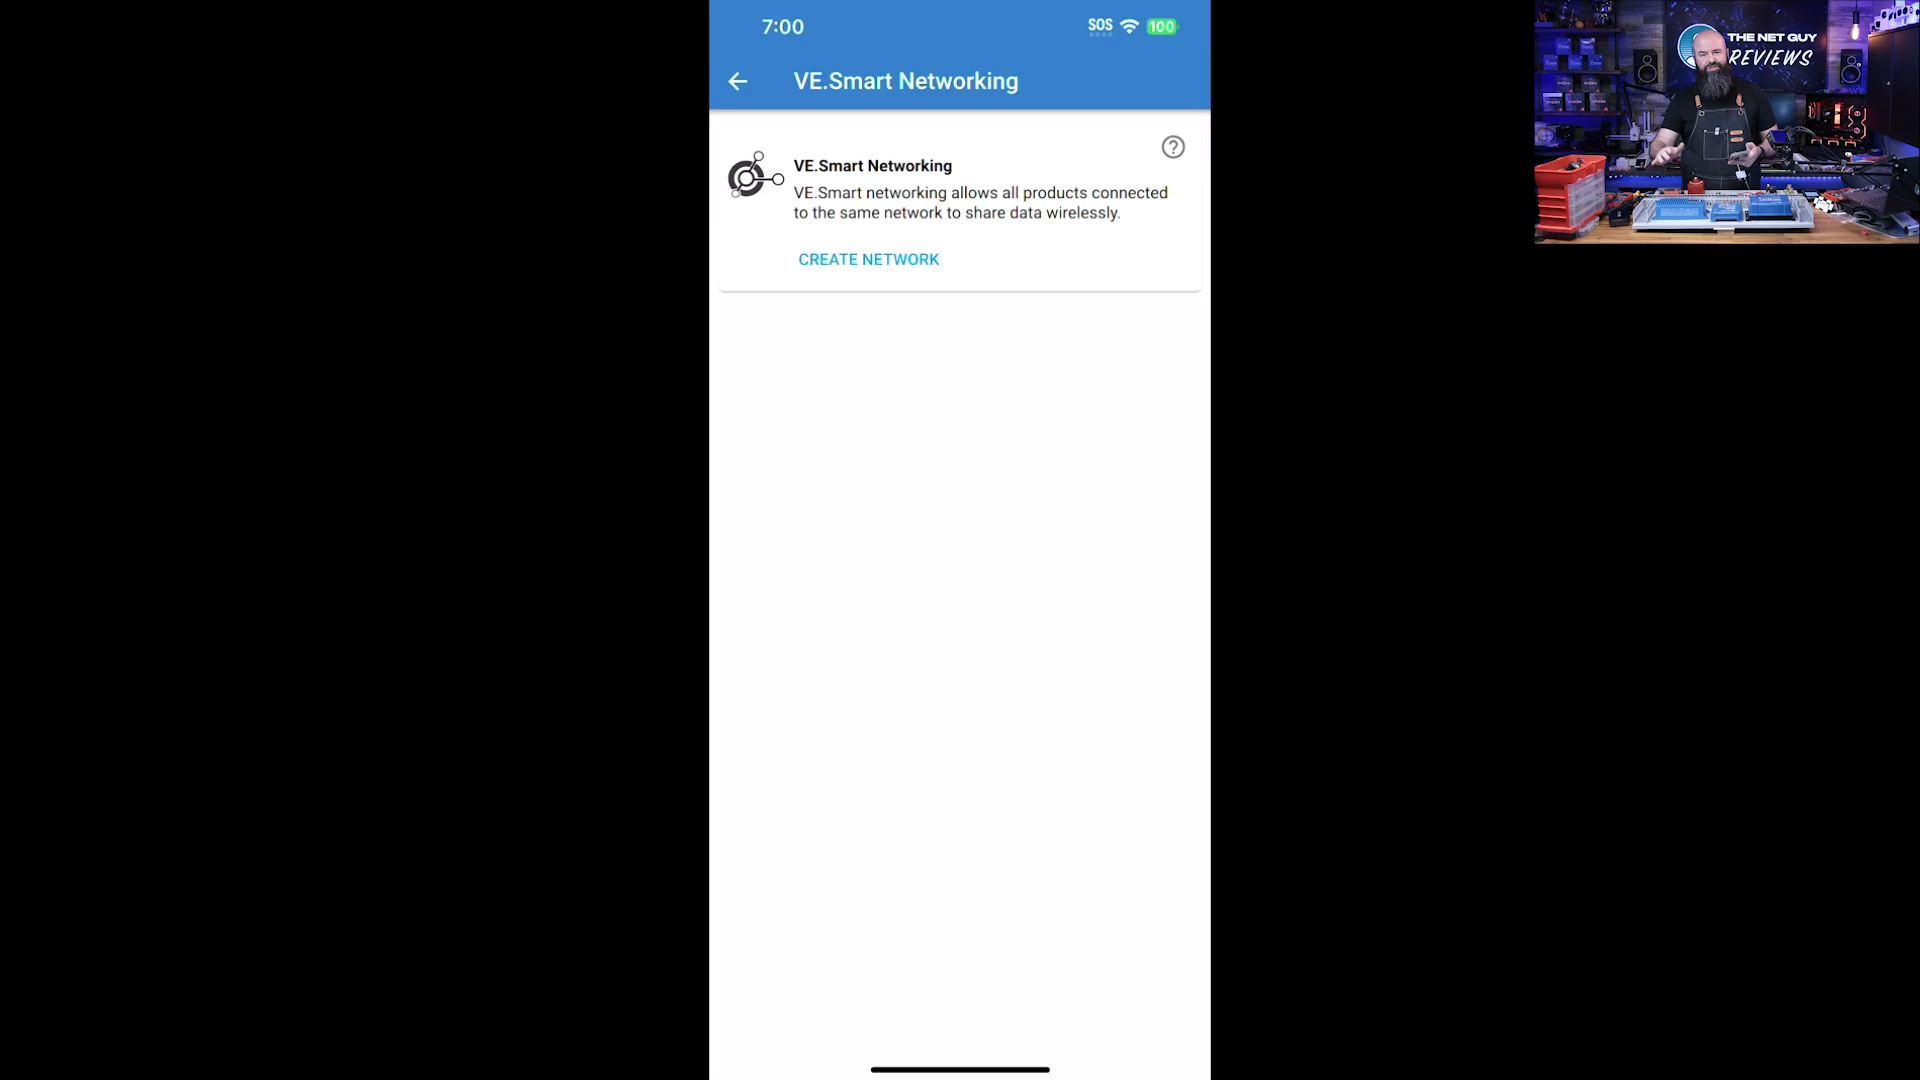 7:00
SOS
100
VE.Smart Networking
VE.Smart Networking
VE.Smart networking allows all products connected
to the same network to share data wirelessly.
CREATE NETWORK
THE NET GUY
REVIEWS